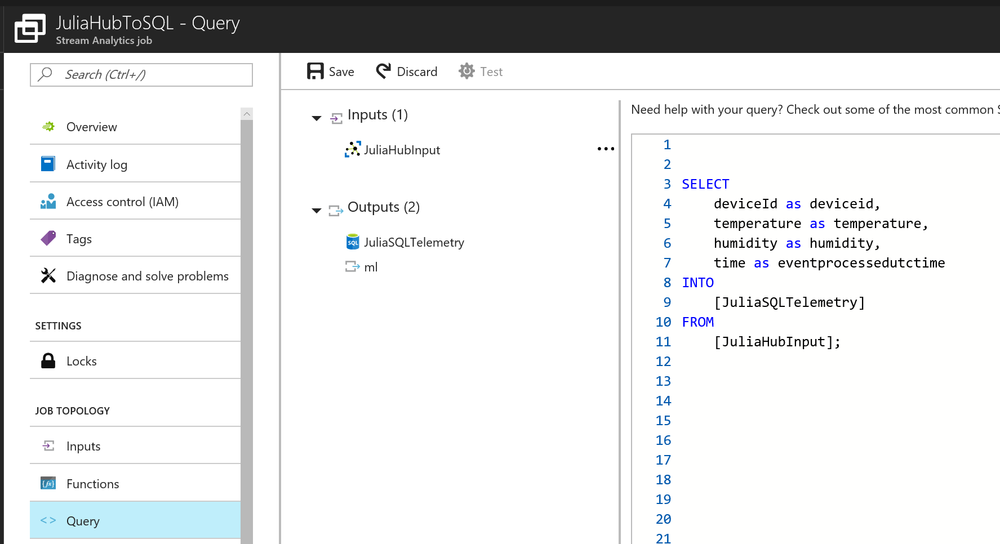 JuliaHubToSQL - Query
Stream Analytics job
Search (Ctrl+/)
Overview
Activity log
Access control (IAM)
Tags
Diagnose and solve problems
SETTINGS
Locks
JOB TOPOLOGY
Inputs
Functions
Query
Save Discard Test
Inputs (1)
JuliaHubInput
Outputs (2)
SQL JuliaSQLTelemetry
ml
Need help with your query? Check out some of the most common
1
2
3 SELECT
4 deviceId as deviceid,
5 temperature as temperature,
6 humidity as humidity,
7 time as eventprocessedutctime
8 INTO
9 [JuliaSQLTelemetry]
10 FROM
11 [JuliaHubInput];
12
13
14
15
16
17
18
19
20
21